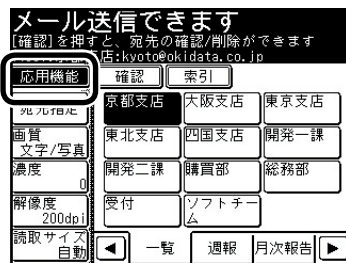 メール送信できます
[確認]を押すと、宛先の確認/削除ができます
店:kyoto@okidata.co.jp
応用機能 確認 索引
宛先指定 京都支店 大阪支店 東京支店
画質 文字/写真 東北支店 四国支店 開発一課
濃度 0 開発二課 購買部 総務部
解像度 200dpi 受付 ソフトチーム
読取サイズ 自動 ◀ 一覧 週報 月次報告 ▶